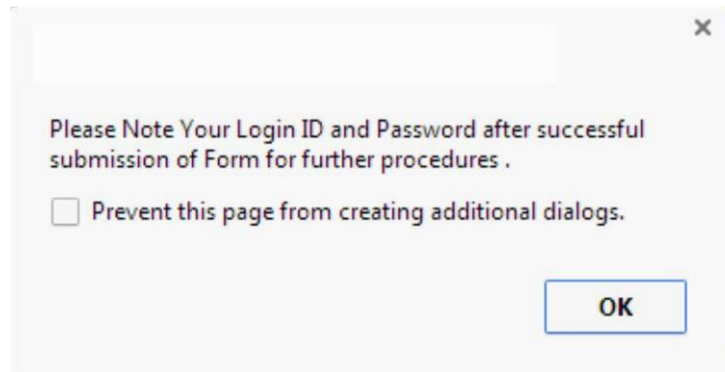 Please Note Your Login ID and Password after successful
submission of Form for further procedures .
Prevent this page from creating additional dialogs.
OK